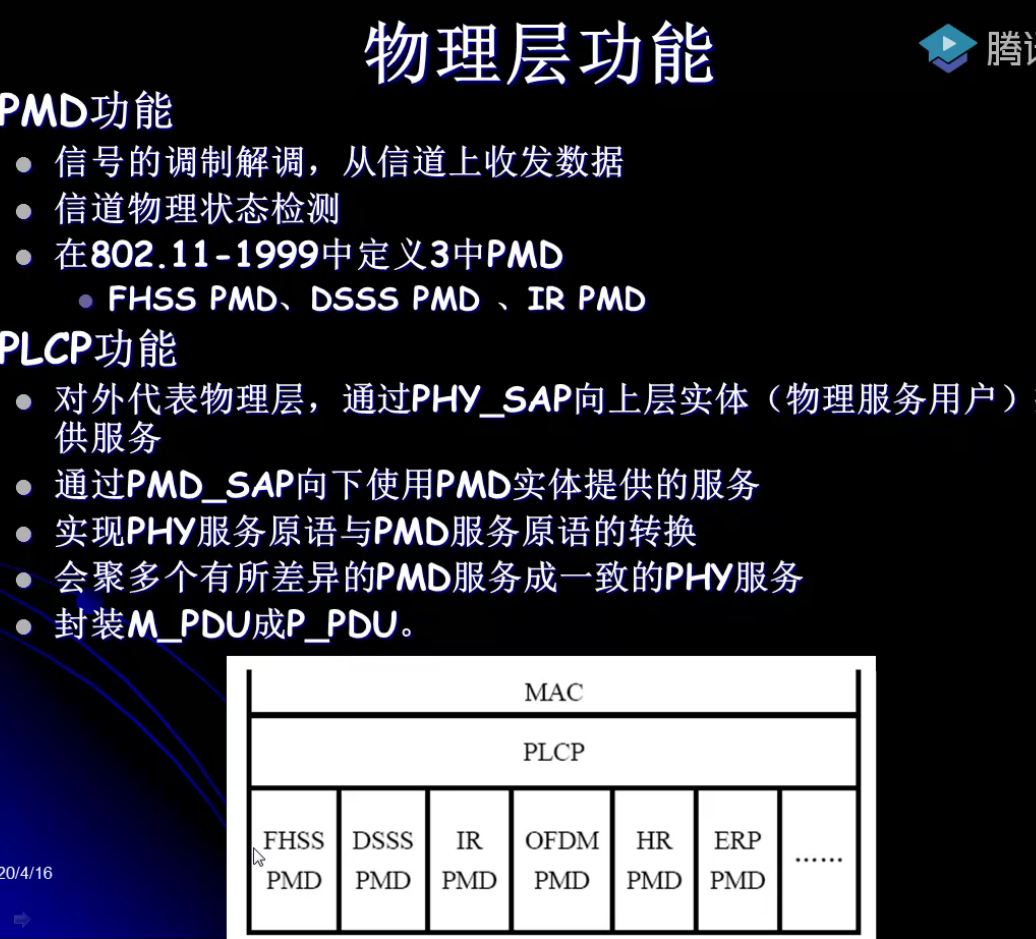 物理层功能
腾
PMD功能
信号的调制解调，从信道上收发数据
信道物理状态检测
在802.11-1999中定义3中PMD
FHSS PMD、DSSS PMD 、IR PMD
PLCP功能
对外代表物理层，通过PHY_SAP向上层实体（物理服务用户）
供服务
通过PMD_SAP向下使用PMD实体提供的服务
实现PHY服务原语与PMD服务原语的转换
会聚多个有所差异的PMD服务成一致的PHY服务
封装M_PDU成P_PDU。
MAC
PLCP
FHSS PMD
DSSS PMD
IR PMD
OFDM PMD
HR PMD
ERP PMD
……
20/4/16